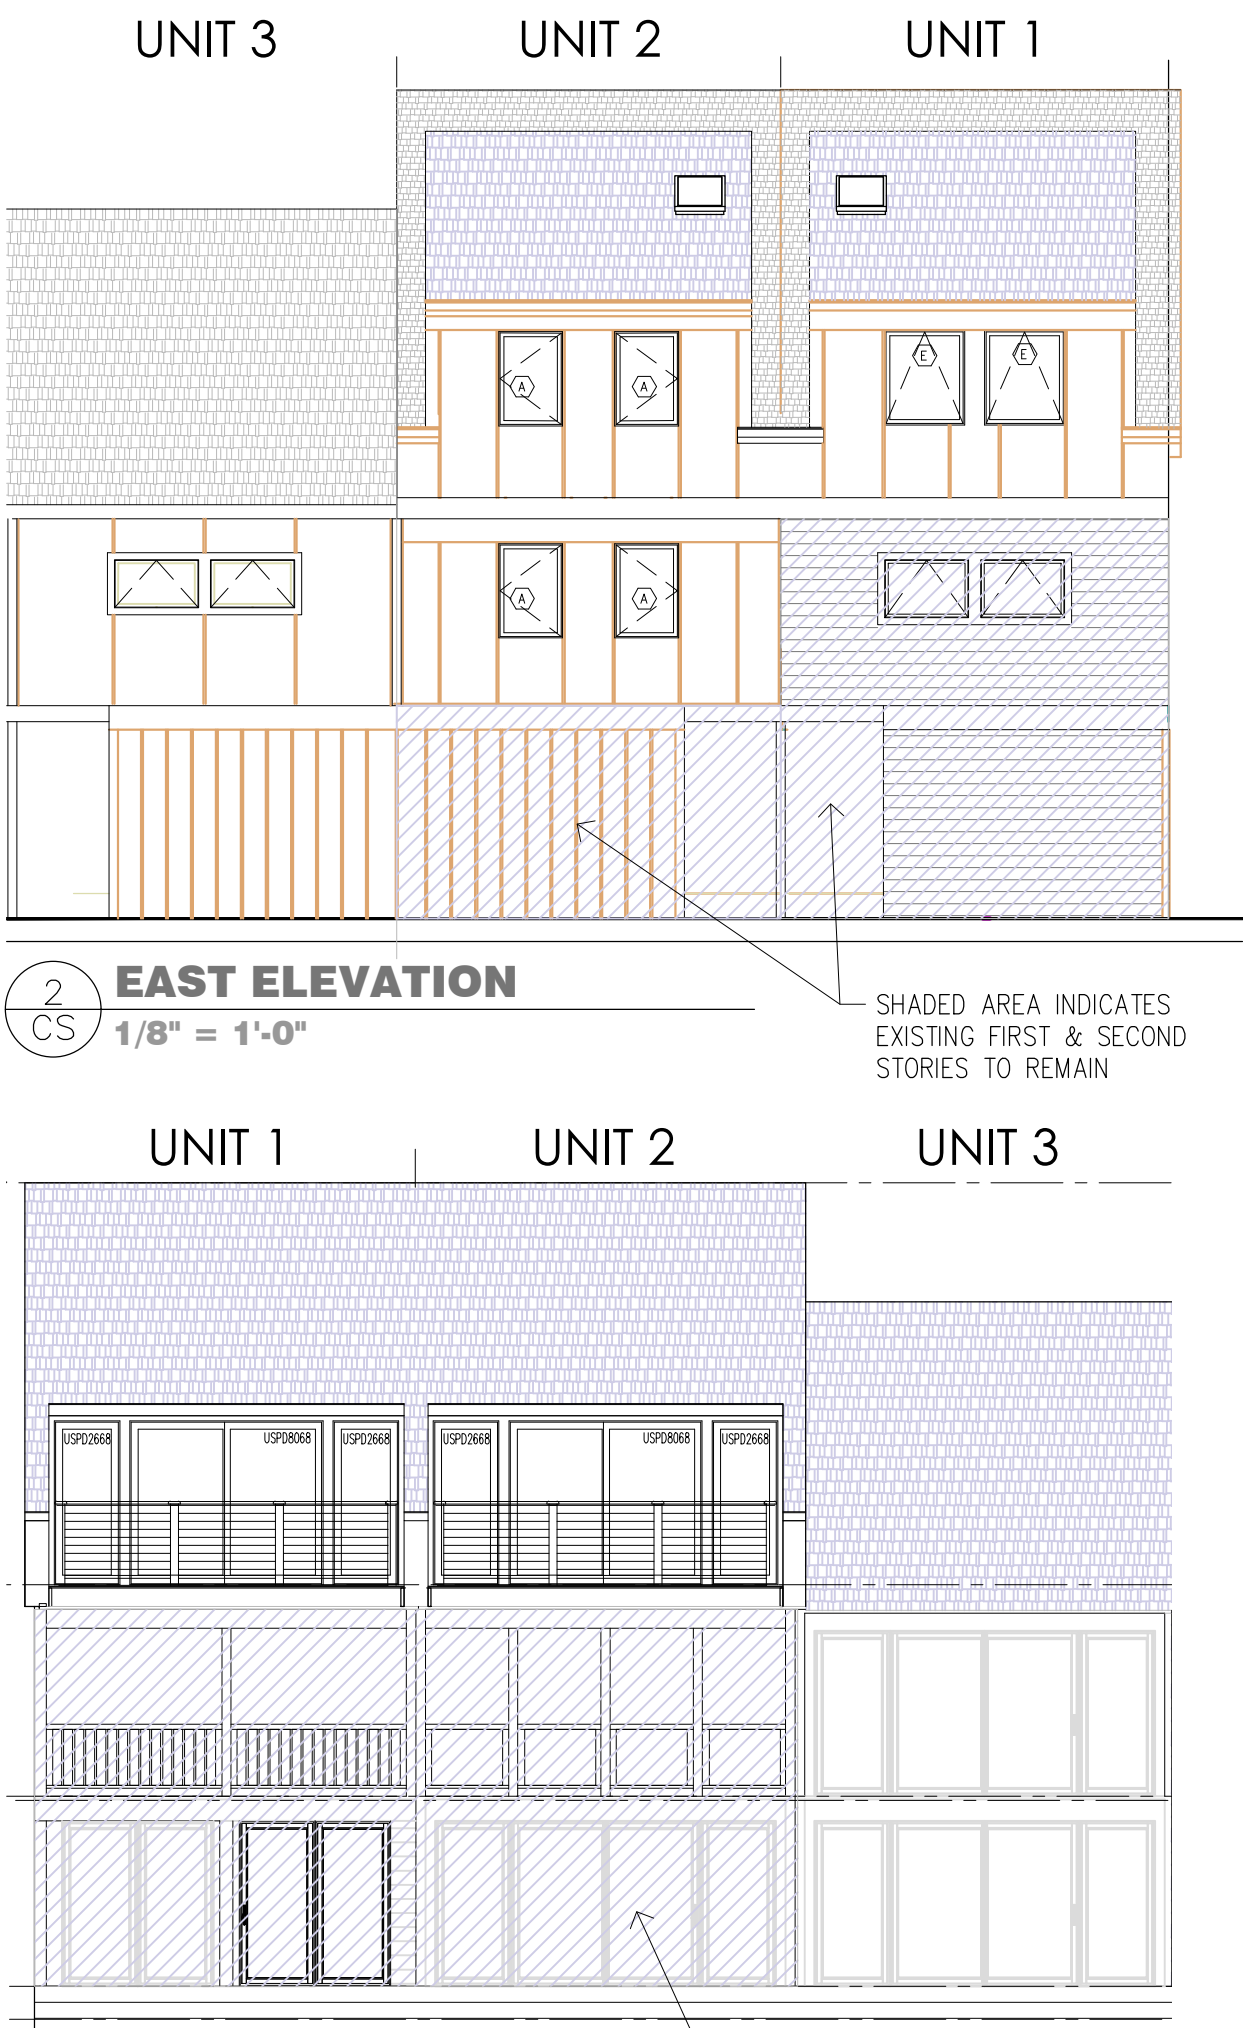 UNIT 3 UNIT 2 UNIT 1
E E
A A
A A
2
CS
EAST ELEVATION
1/8" = 1'-0"
SHADED AREA INDICATES
EXISTING FIRST & SECOND
STORIES TO REMAIN
UNIT 1 UNIT 2 UNIT 3
USPD2668 USPD8068 USPD2668 USPD2668 USPD8068 USPD2668